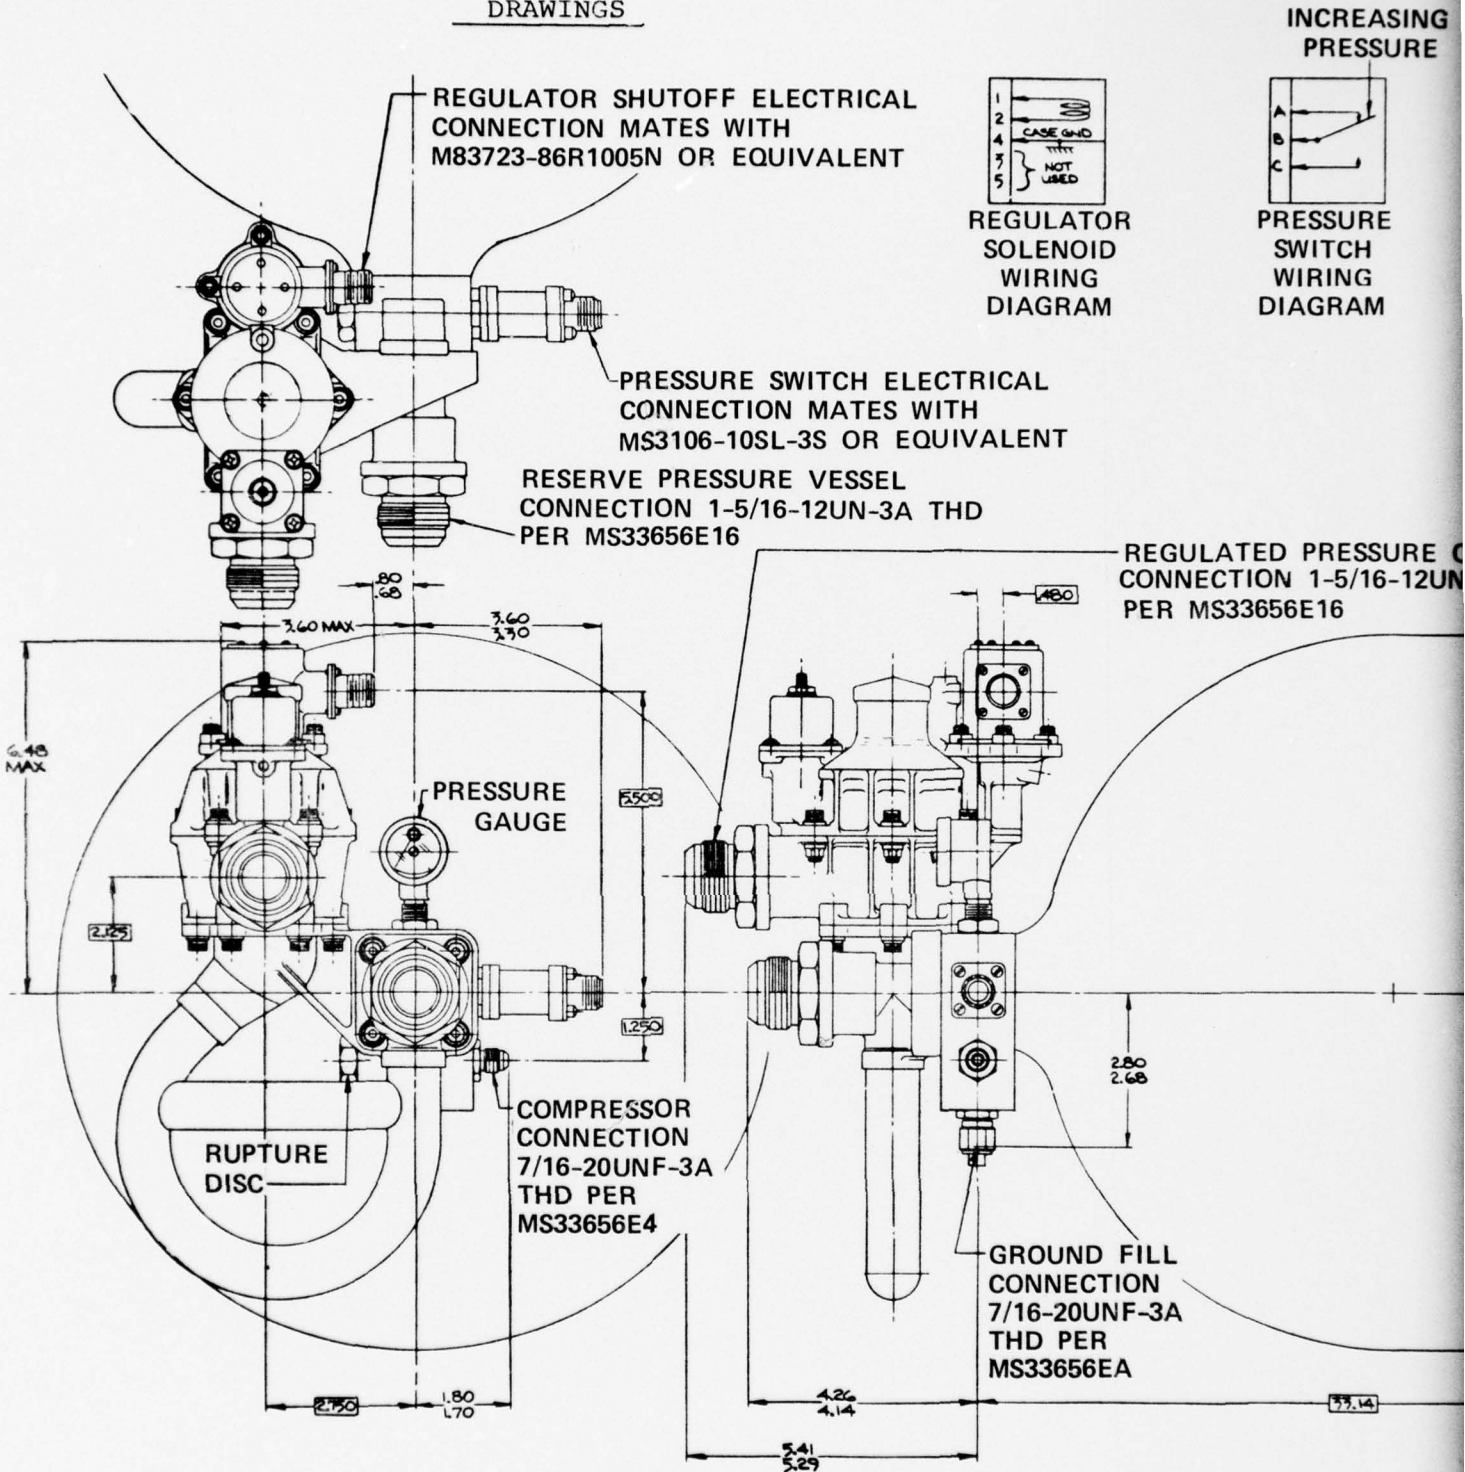 DRAWINGS
INCREASING
PRESSURE
REGULATOR SHUTOFF ELECTRICAL
CONNECTION MATES WITH
M83723-86R1005N OR EQUIVALENT
1
2
CASE GND
4
3
5
NOT
USED
REGULATOR
SOLENOID
WIRING
DIAGRAM
A
B
C
PRESSURE
SWITCH
WIRING
DIAGRAM
PRESSURE SWITCH ELECTRICAL
CONNECTION MATES WITH
MS3106-10SL-3S OR EQUIVALENT
RESERVE PRESSURE VESSEL
CONNECTION 1-5/16-12UN-3A THD
PER MS33656E16
REGULATED PRESSURE
CONNECTION 1-5/16-12UN
PER MS33656E16
.80
.68
3.60 MAX
3.60
3.30
.480
6.48
MAX
PRESSURE
GAUGE
5.500
2.125
1.250
2.80
2.68
COMPRESSOR
CONNECTION
7/16-20UNF-3A
THD PER
MS33656E4
RUPTURE
DISC
GROUND FILL
CONNECTION
7/16-20UNF-3A
THD PER
MS33656EA
2.750
1.80
1.70
4.26
4.14
33.14
5.41
5.29